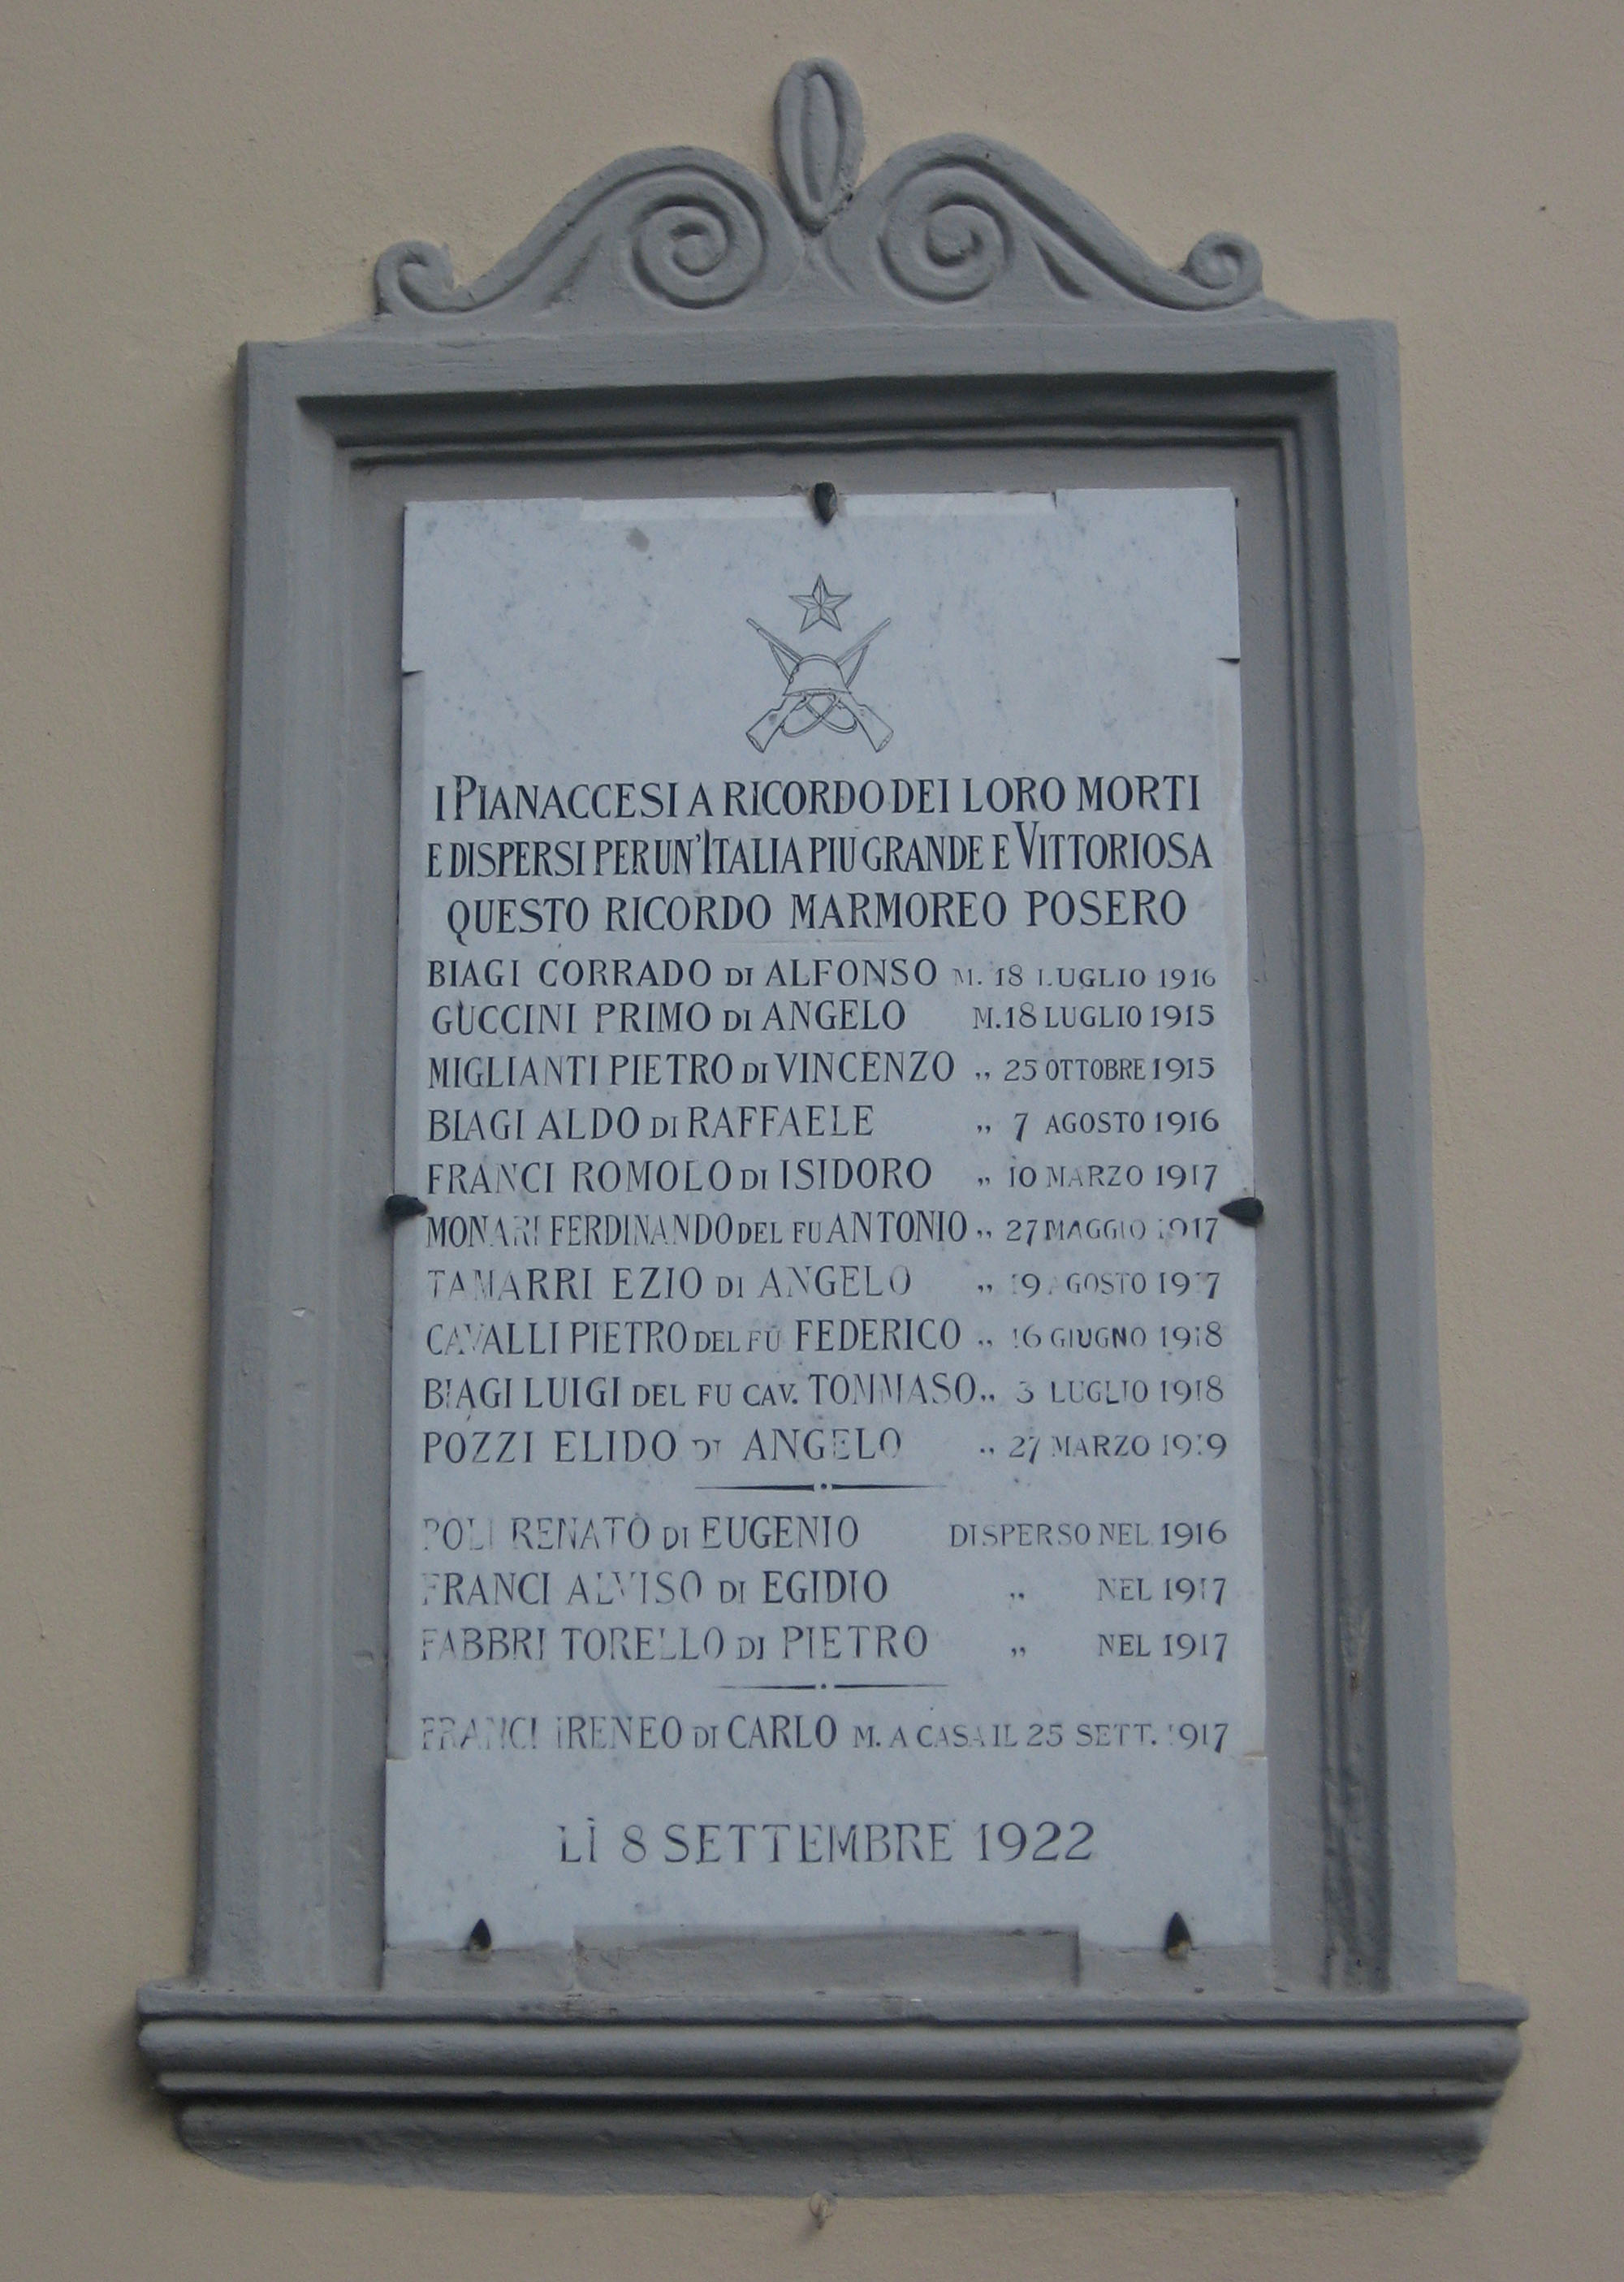 I PIANACCESI A RICORDO DEI LORO MORTI
E DISPERSI PER UN'ITALIA PIU GRANDE E VITTORIOSA
QUESTO RICORDO MARMOREO POSERO
BIAGI CORRADO DI ALFONSO M. 18 LUGLIO 1916
GUCCINI PRIMO DI ANGELO M. 18 LUGLIO 1915
MIGLIANTI PIETRO DI VINCENZO ,, 25 OTTOBRE 1915
BIAGI ALDO DI RAFFAELE ,, 7 AGOSTO 1916
FRANCI ROMOLO DI ISIDORO ,, 10 MARZO 1917
MONARI FERDINANDO DEL FU ANTONIO ,, 27 MAGGIO 1917
TAMARRI EZIO DI ANGELO ,, 19 AGOSTO 1917
CAVALLI PIETRO DEL FU FEDERICO ,, 16 GIUGNO 1918
BIAGI LUIGI DEL FU CAV. TOMMASO ,, 3 LUGLIO 1918
POZZI ELIDO DI ANGELO ,, 27 MARZO 1919
POLI RENATO DI EUGENIO DISPERSO NEL 1916
FRANCI ALVISO DI EGIDIO ,, NEL 1917
FABBRI TORELLO DI PIETRO ,, NEL 1917
FRANCI IRENEO DI CARLO M. A CASA IL 25 SETT. 1917
LÌ 8 SETTEMBRE 1922